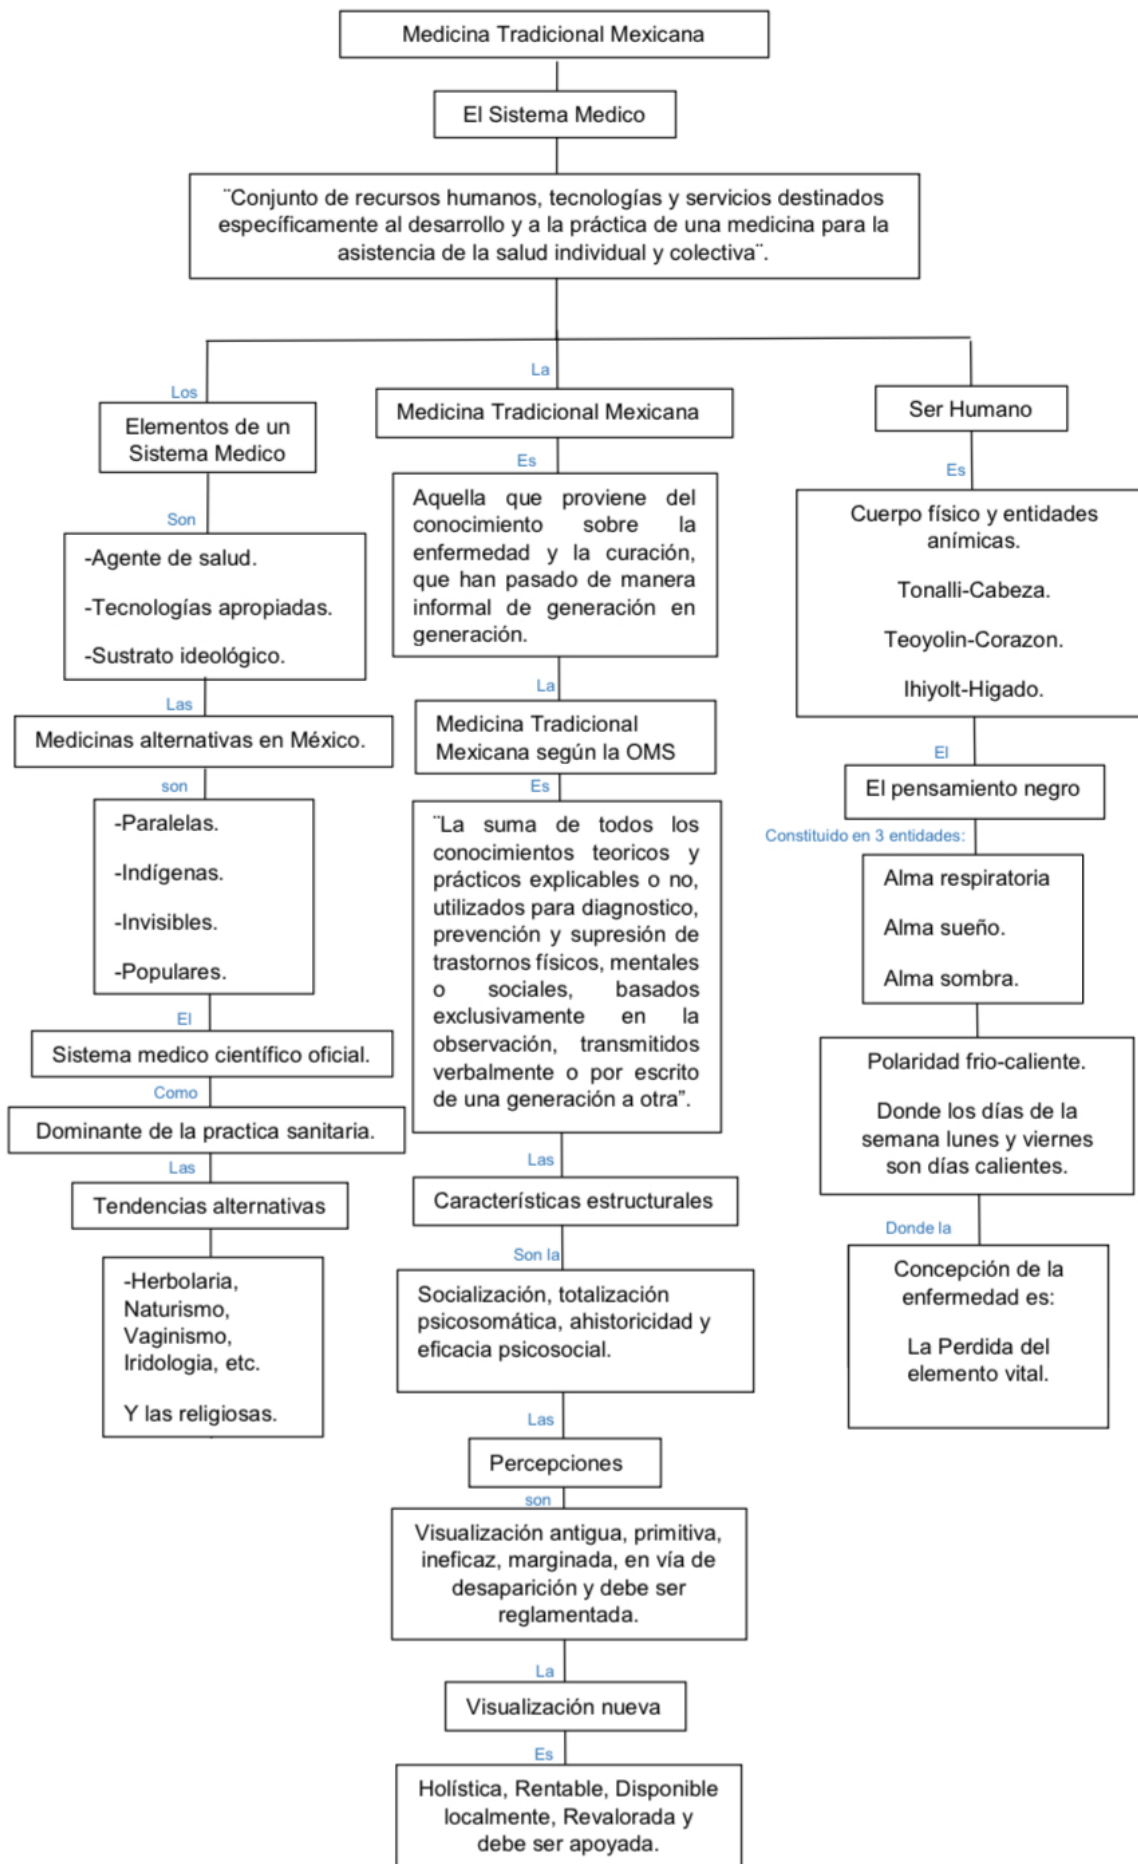 Medicina Tradicional Mexicana
El Sistema Medico
¨Conjunto de recursos humanos, tecnologías y servicios destinados
específicamente al desarrollo y a la práctica de una medicina para la
asistencia de la salud individual y colectiva¨.
Los
Elementos de un
Sistema Medico
Son
-Agente de salud.
-Tecnologías apropiadas.
-Sustrato ideológico.
Las
Medicinas alternativas en México.
son
-Paralelas.
-Indígenas.
-Invisibles.
-Populares.
El
Sistema medico científico oficial.
Como
Dominante de la practica sanitaria.
Las
Tendencias alternativas
-Herbolaria,
Naturismo,
Vaginismo,
Iridologia, etc.
Y las religiosas.
La
Medicina Tradicional Mexicana
Es
Aquella que proviene del
conocimiento sobre la
enfermedad y la curación,
que han pasado de manera
informal de generación en
generación.
La
Medicina Tradicional
Mexicana según la OMS
Es
¨La suma de todos los
conocimientos teoricos y
prácticos explicables o no,
utilizados para diagnostico,
prevención y supresión de
trastornos físicos, mentales
o sociales, basados
exclusivamente en la
observación, transmitidos
verbalmente o por escrito
de una generación a otra”.
Las
Características estructurales
Son la
Socialización, totalización
psicosomática, ahistoricidad y
eficacia psicosocial.
Las
Percepciones
son
Visualización antigua, primitiva,
ineficaz, marginada, en vía de
desaparición y debe ser
reglamentada.
La
Visualización nueva
Es
Holística, Rentable, Disponible
localmente, Revalorada y
debe ser apoyada.
Ser Humano
Es
Cuerpo físico y entidades
anímicas.
Tonalli-Cabeza.
Teoyolin-Corazon.
Ihiyolt-Higado.
El
El pensamiento negro
Constituido en 3 entidades:
Alma respiratoria
Alma sueño.
Alma sombra.
Polaridad frio-caliente.
Donde los días de la
semana lunes y viernes
son días calientes.
Donde la
Concepción de la
enfermedad es:
La Perdida del
elemento vital.